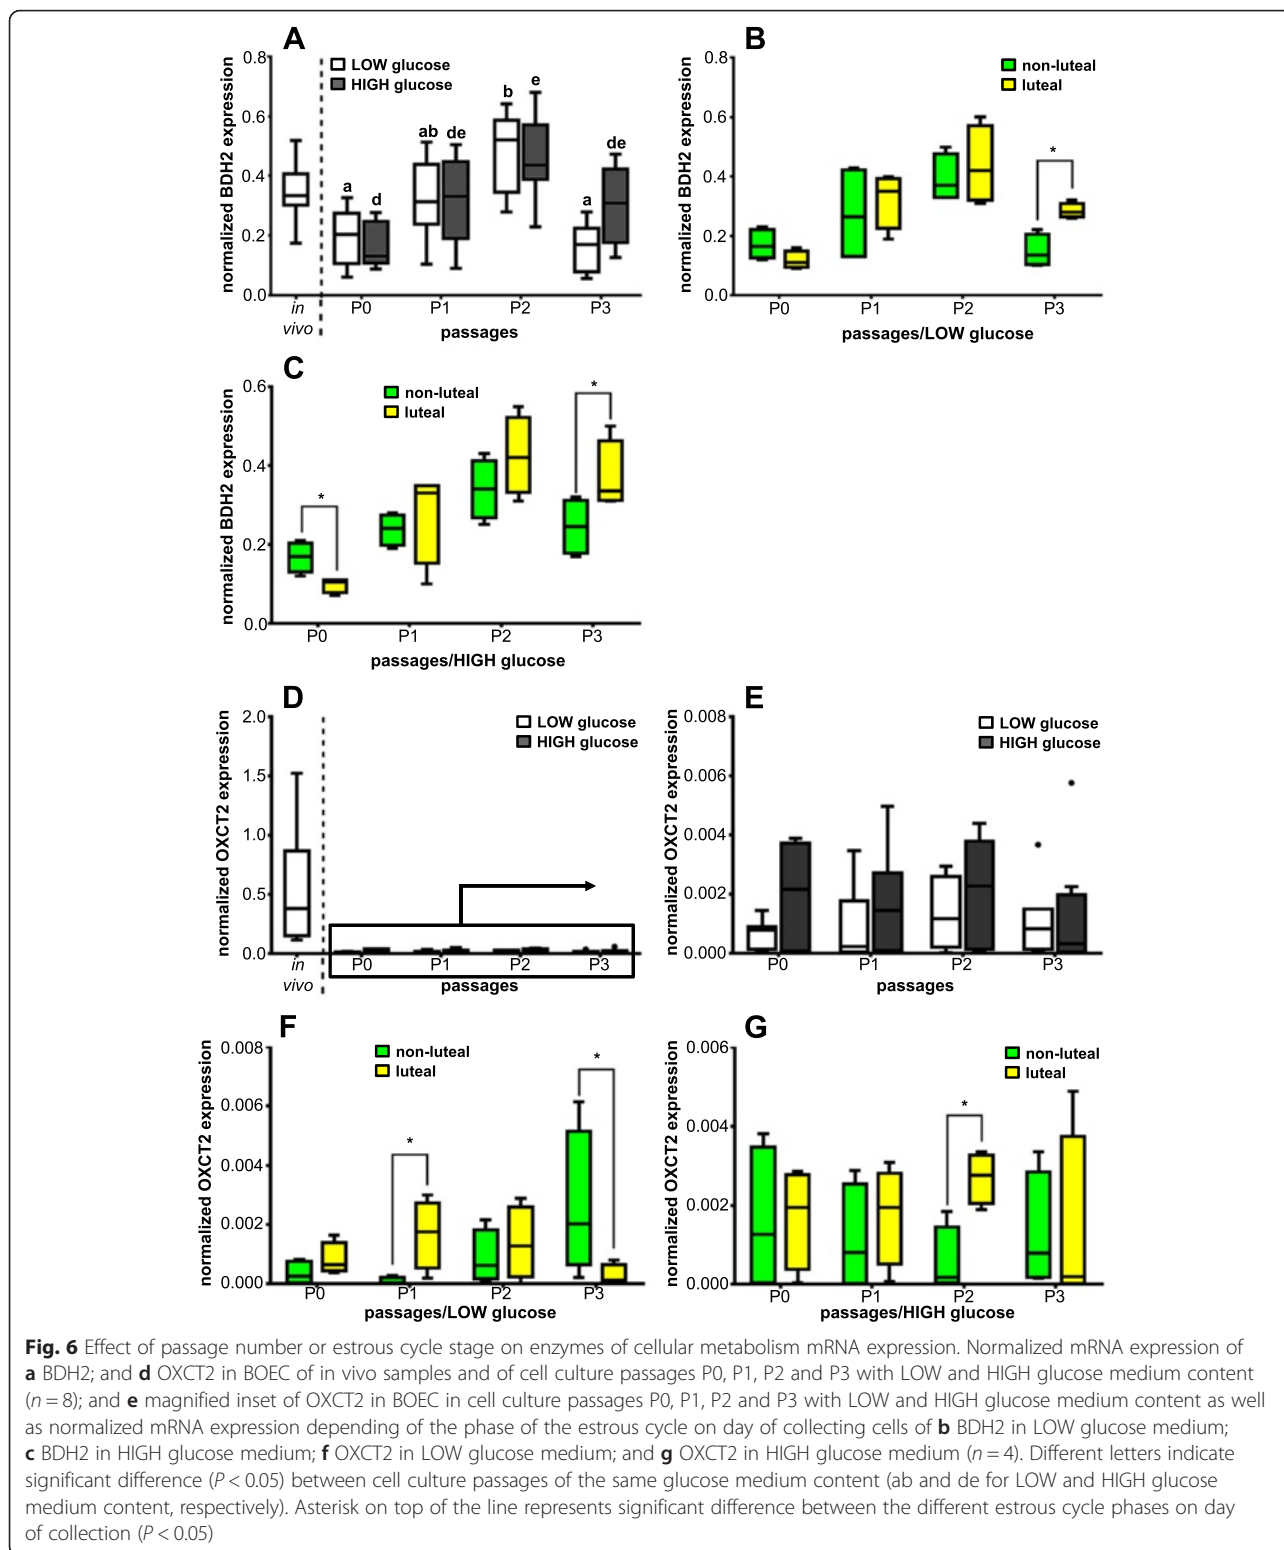 A
normalized BDH2 expression
0.8
0.6
0.4
0.2
0.0
LOW glucose
HIGH glucose
a
d
ab
de
b
e
a
de
in vivo
P0
P1
P2
P3
passages
B
normalized BDH2 expression
0.8
0.6
0.4
0.2
0.0
non-luteal
luteal
*
P0
P1
P2
P3
passages/LOW glucose
C
normalized BDH2 expression
0.6
0.4
0.2
0.0
non-luteal
luteal
*
*
P0
P1
P2
P3
passages/HIGH glucose
D
normalized OXCT2 expression
2.0
1.5
1.0
0.5
0.0
LOW glucose
HIGH glucose
in vivo
P0
P1
P2
P3
passages
E
normalized OXCT2 expression
0.008
0.006
0.004
0.002
0.000
LOW glucose
HIGH glucose
P0
P1
P2
P3
passages
F
normalized OXCT2 expression
0.008
0.006
0.004
0.002
0.000
non-luteal
luteal
*
*
P0
P1
P2
P3
passages/LOW glucose
G
normalized OXCT2 expression
0.006
0.004
0.002
0.000
non-luteal
luteal
*
P0
P1
P2
P3
passages/HIGH glucose
Fig. 6 Effect of passage number or estrous cycle stage on enzymes of cellular metabolism mRNA expression. Normalized mRNA expression of
a BDH2; and d OXCT2 in BOEC of in vivo samples and of cell culture passages P0, P1, P2 and P3 with LOW and HIGH glucose medium content
(n = 8); and e magnified inset of OXCT2 in BOEC in cell culture passages P0, P1, P2 and P3 with LOW and HIGH glucose medium content as well
as normalized mRNA expression depending of the phase of the estrous cycle on day of collecting cells of b BDH2 in LOW glucose medium;
c BDH2 in HIGH glucose medium; f OXCT2 in LOW glucose medium; and g OXCT2 in HIGH glucose medium (n = 4). Different letters indicate
significant difference (P < 0.05) between cell culture passages of the same glucose medium content (ab and de for LOW and HIGH glucose
medium content, respectively). Asterisk on top of the line represents significant difference between the different estrous cycle phases on day
of collection (P < 0.05)